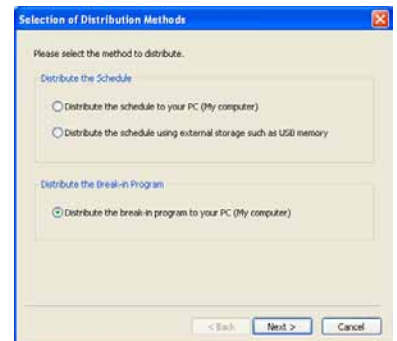 Selection of Distribution Methods
Please select the method to distribute.
Distribute the Schedule
Distribute the schedule to your PC (My computer)
Distribute the schedule using external storage such as USB memory
Distribute the Break-in Program
Distribute the break-in program to your PC (My computer)
< Back Next > Cancel